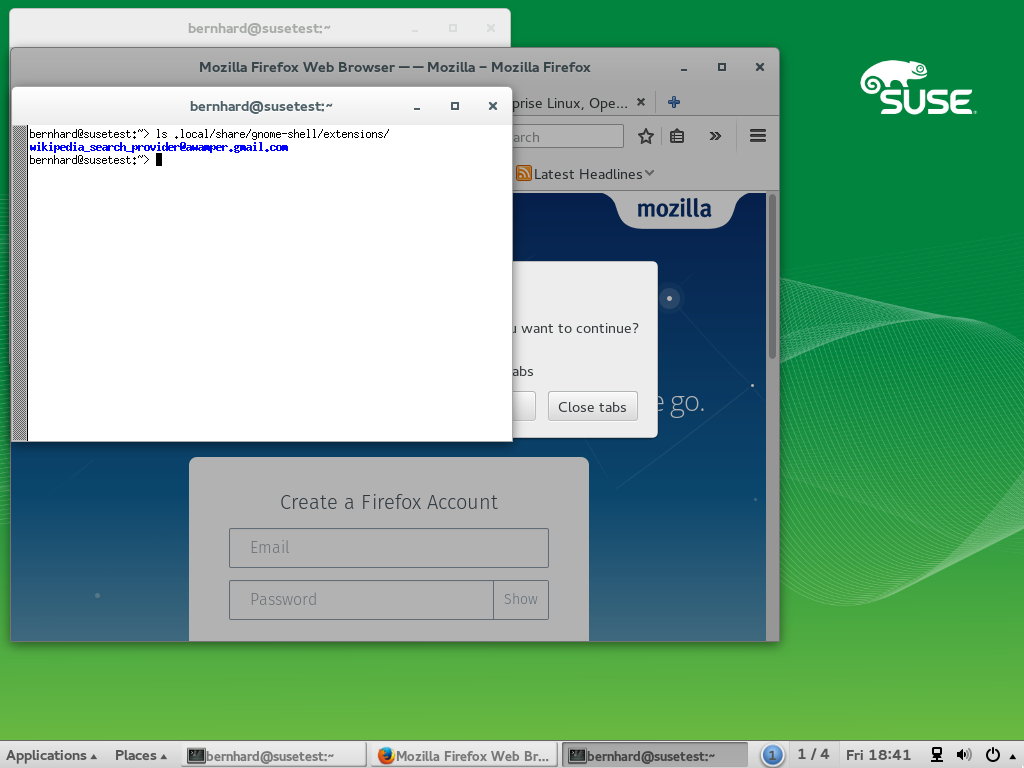 bernhard@susetest:~
Mozilla Firefox Web Browser — — Mozilla – Mozilla Firefox
SUSE
bernhard@susetest:~
prise Linux, Ope...
bernhard@susetest:~> ls .local/share/gnome-shell/extensions/
wikipedia_search_provider@awamper.gmail.com
bernhard@susetest:~>
arch
Latest Headlines
mozilla
u want to continue?
abs
Close tabs
e go.
Create a Firefox Account
Email
Password
Show
Applications
Places
bernhard@susetest:~
Mozilla Firefox Web Br...
bernhard@susetest:~
1
1 / 4
Fri 18:41